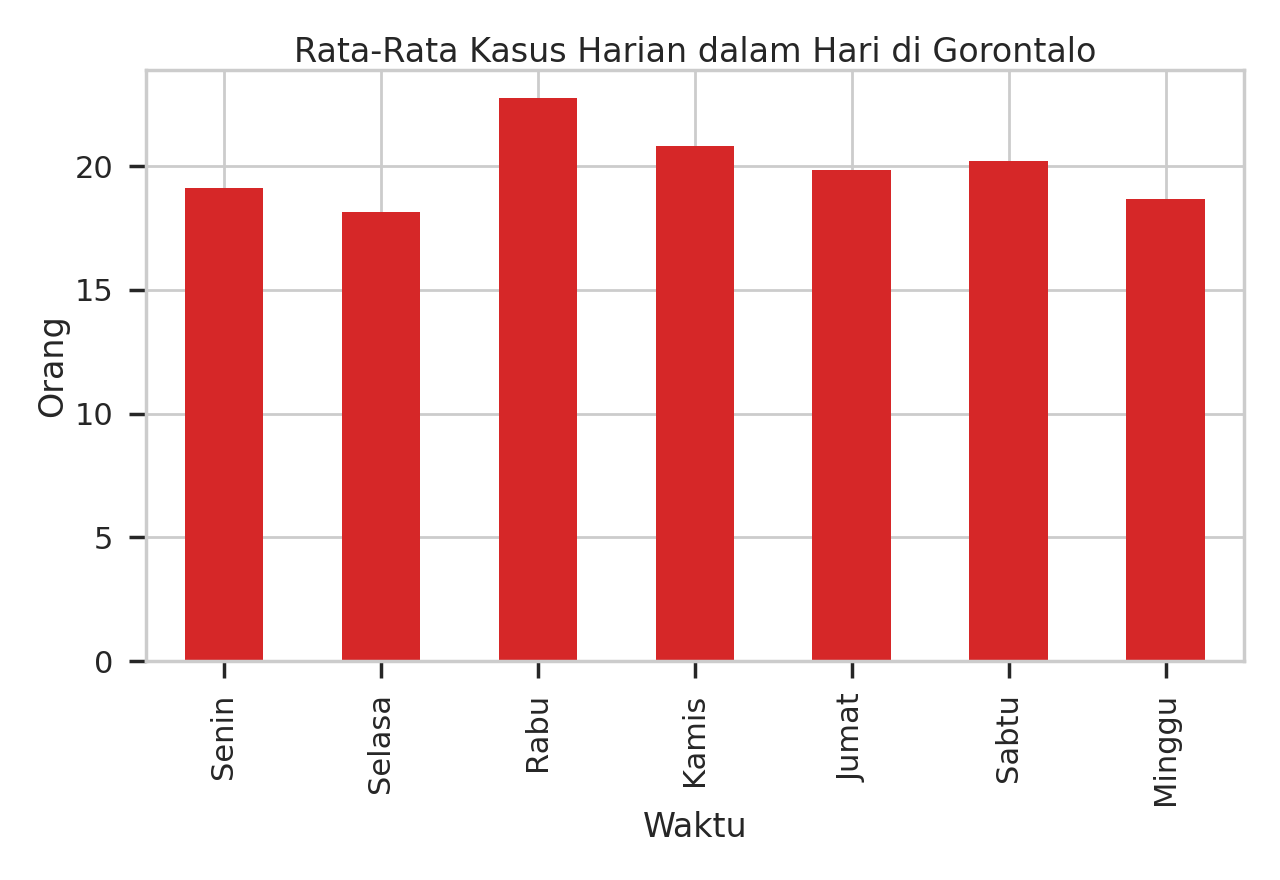 Rata-Rata Kasus Harian dalam Hari di Gorontalo
Orang
20
15
10
5
0
Senin
Selasa
Rabu
Kamis
Jumat
Sabtu
Minggu
Waktu